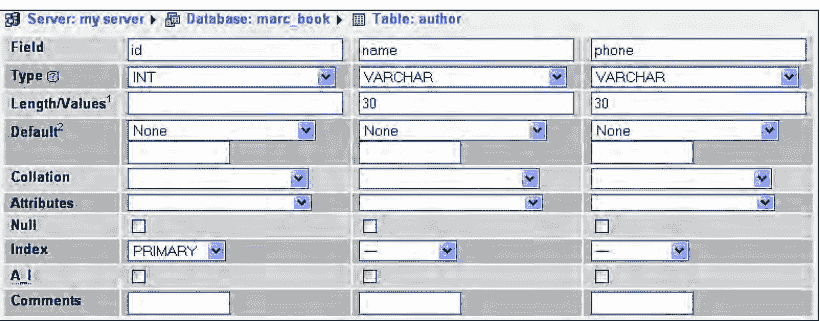 Server: my server ▸ Database: marc_book ▸ Table: author
Field id name phone
Type INT VARCHAR VARCHAR
Length/Values1 30 30
Default2 None None None
Collation
Attributes
Null
Index PRIMARY — —
A_I
Comments